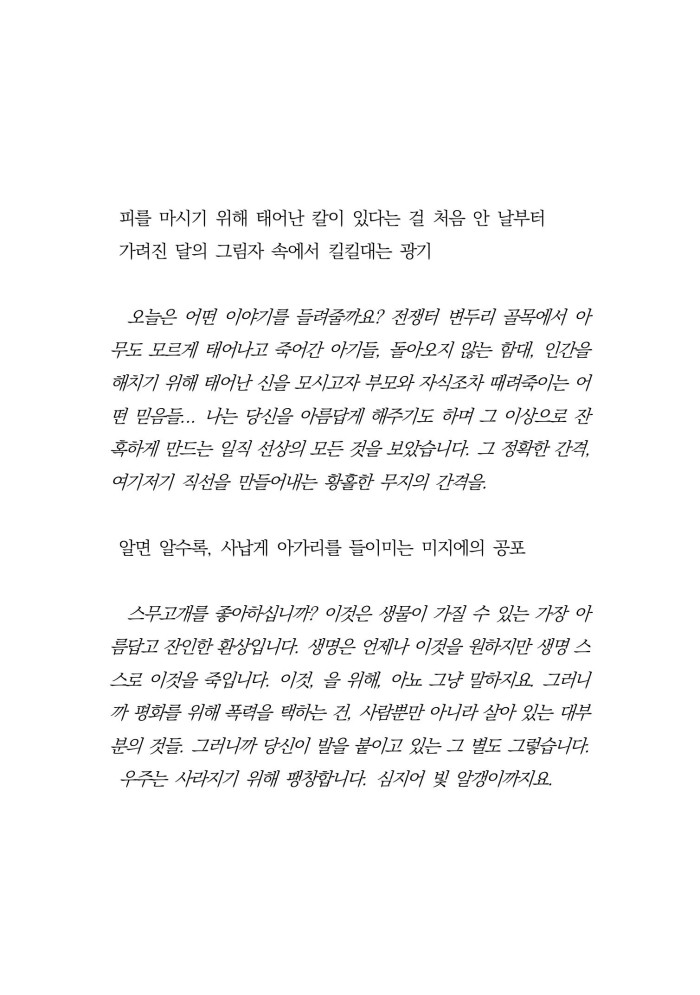 피를 마시기 위해 태어난 칼이 있다는 걸 처음 안 날부터
가려진 달의 그림자 속에서 킬킬대는 광기
오늘은 어떤 이야기를 들려줄까요? 전쟁터 변두리 골목에서 아
무도 모르게 태어나고 죽어간 아기들, 돌아오지 않는 함대, 인간을
해치기 위해 태어난 신을 모시고자 부모와 자식조차 때려죽이는 어
떤 믿음들... 나는 당신을 아름답게 해주기도 하며 그 이상으로 잔
혹하게 만드는 일직 선상의 모든 것을 보았습니다. 그 정확한 간격,
여기저기 직선을 만들어내는 황홀한 무지의 간격을.
알면 알수록, 사납게 아가리를 들이미는 미지에의 공포
스무고개를 좋아하십니까? 이것은 생물이 가질 수 있는 가장 아
름답고 잔인한 환상입니다. 생명은 언제나 이것을 원하지만 생명 스
스로 이것을 죽입니다. 이것, 을 위해, 아뇨 그냥 말하지요. 그러니
까 평화를 위해 폭력을 택하는 건, 사람뿐만 아니라 살아 있는 대부
분의 것들. 그러니까 당신이 발을 붙이고 있는 그 별도 그렇습니다.
우주는 사라지기 위해 팽창합니다. 심지어 빛 알갱이까지요.